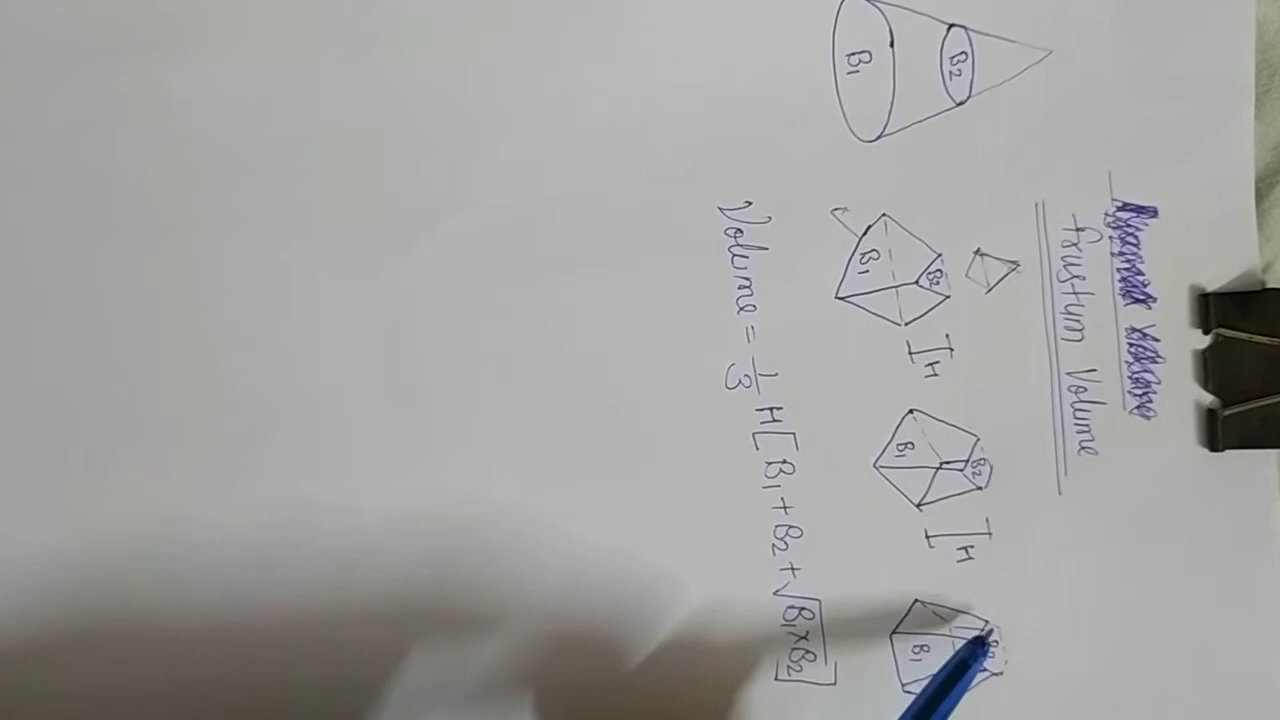 frustum Volume
B1
B2
B1
B2
H
B1
B2
H
B1
B2
Volume = 1/3 H [B1 + B2 + √B1×B2]